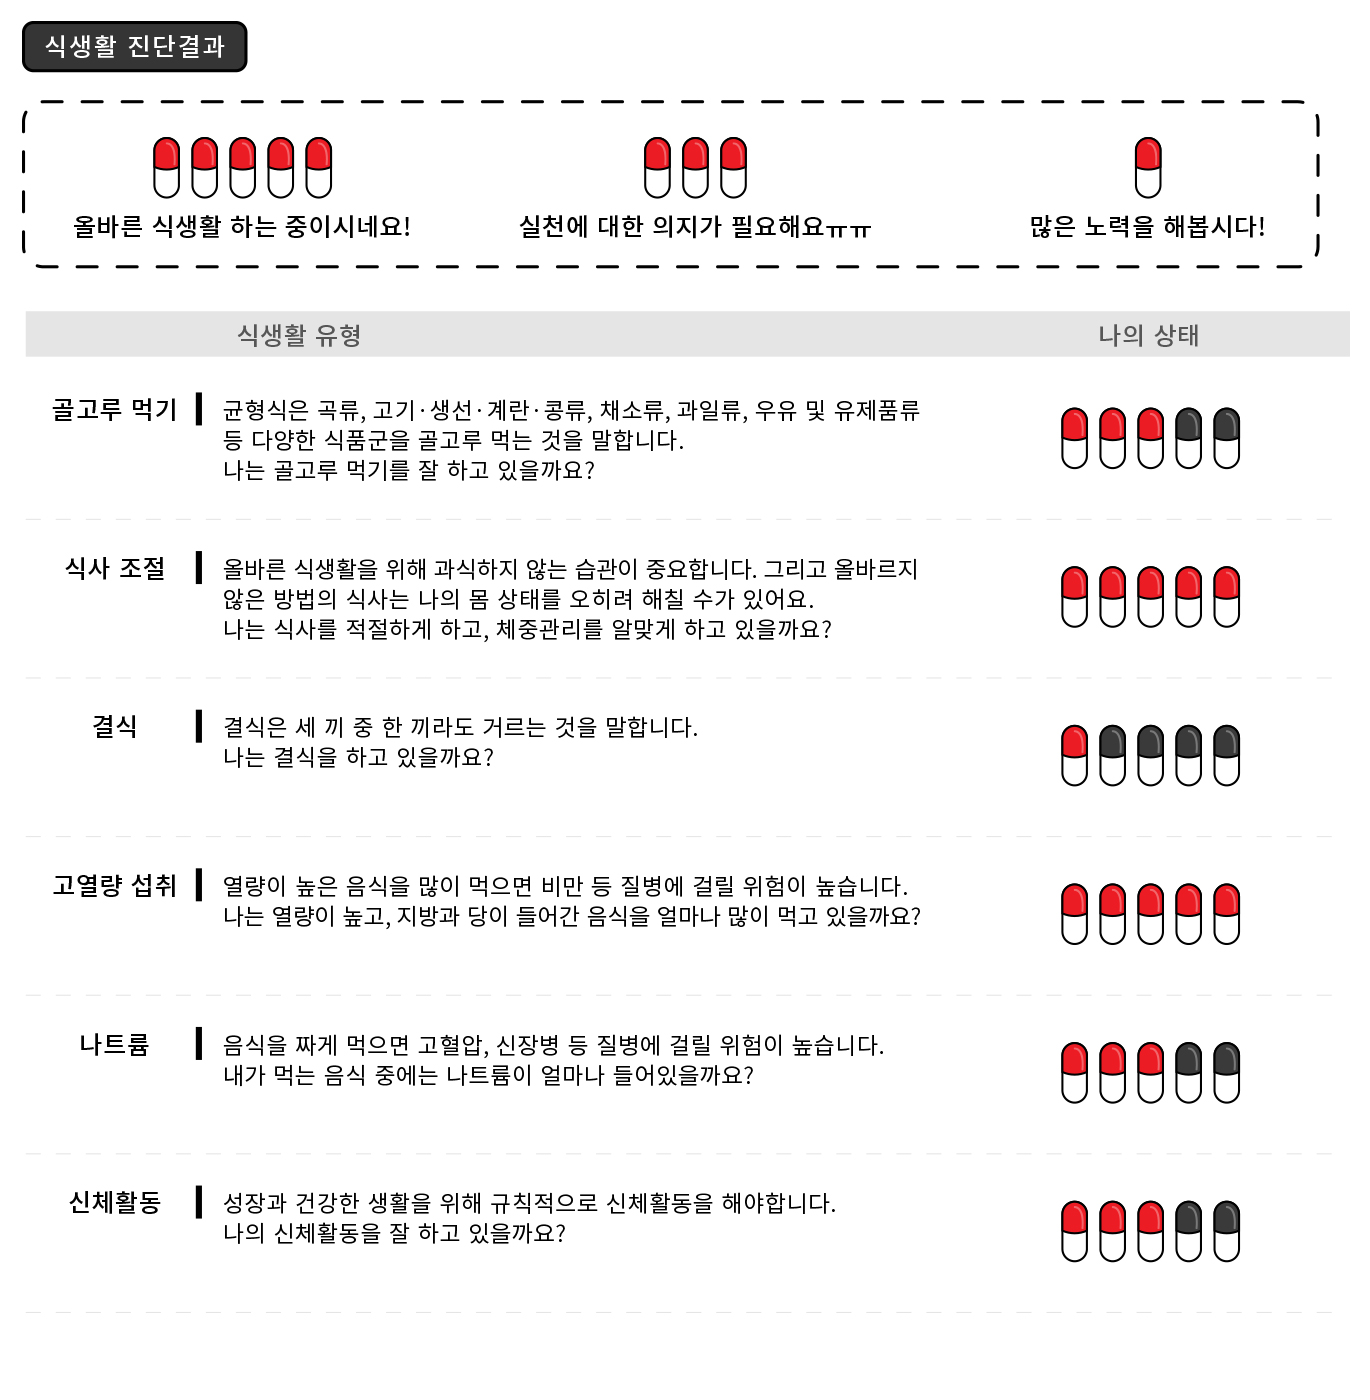 식생활 진단결과
올바른 식생활 하는 중이시네요!
실천에 대한 의지가 필요해요ㅠㅠ
많은 노력을 해봅시다!
식생활 유형
나의 상태
골고루 먹기
균형식은 곡류, 고기·생선·계란·콩류, 채소류, 과일류, 우유 및 유제품류
등 다양한 식품군을 골고루 먹는 것을 말합니다.
나는 골고루 먹기를 잘 하고 있을까요?
식사 조절
올바른 식생활을 위해 과식하지 않는 습관이 중요합니다. 그리고 올바르지
않은 방법의 식사는 나의 몸 상태를 오히려 해칠 수가 있어요.
나는 식사를 적절하게 하고, 체중관리를 알맞게 하고 있을까요?
결식
결식은 세 끼 중 한 끼라도 거르는 것을 말합니다.
나는 결식을 하고 있을까요?
고열량 섭취
열량이 높은 음식을 많이 먹으면 비만 등 질병에 걸릴 위험이 높습니다.
나는 열량이 높고, 지방과 당이 들어간 음식을 얼마나 많이 먹고 있을까요?
나트륨
음식을 짜게 먹으면 고혈압, 신장병 등 질병에 걸릴 위험이 높습니다.
내가 먹는 음식 중에는 나트륨이 얼마나 들어있을까요?
신체활동
성장과 건강한 생활을 위해 규칙적으로 신체활동을 해야합니다.
나의 신체활동을 잘 하고 있을까요?